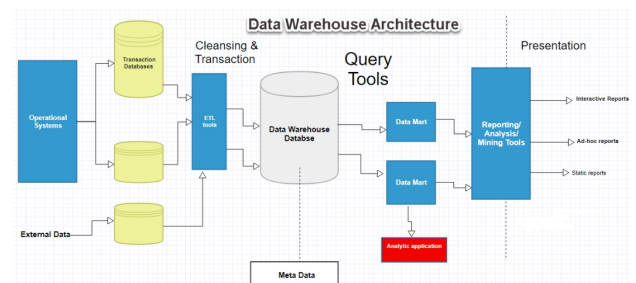 Data Warehouse Architecture
Cleansing &
Transaction
Query
Tools
Presentation
Transaction
Databases
Operational
Systems
ETL
tools
Data Warehouse
Databse
Data Mart
Data Mart
Reporting/
Analysis/
Mining Tools
Interactive Reports
Ad-hoc reports
Static reports
External Data
Analytic application
Meta Data